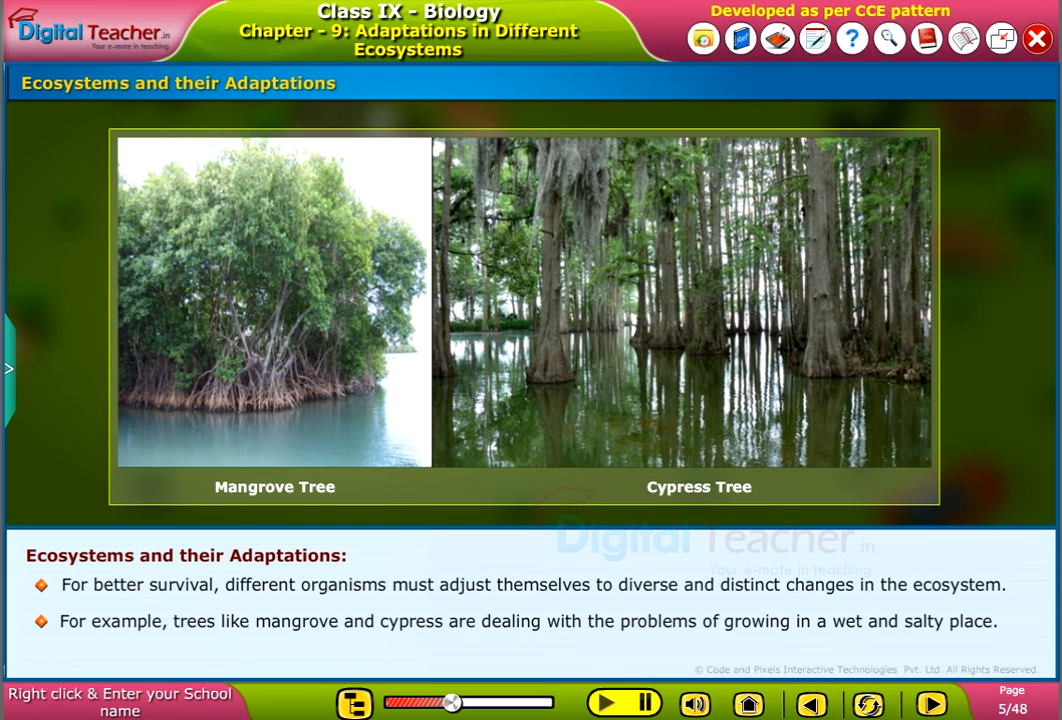 Digital Teacher.in
Your e-mate in teaching
Class IX - Biology
Chapter - 9: Adaptations in Different
Ecosystems
Developed as per CCE pattern
Ref
?
Ecosystems and their Adaptations
>
Mangrove Tree
Cypress Tree
Digital Teacher.in
Your e-mate in teaching
Ecosystems and their Adaptations:
For better survival, different organisms must adjust themselves to diverse and distinct changes in the ecosystem.
For example, trees like mangrove and cypress are dealing with the problems of growing in a wet and salty place.
© Code and Pixels Interactive Technologies Pvt. Ltd. All Rights Reserved.
Right click & Enter your School
name
Page
5/48